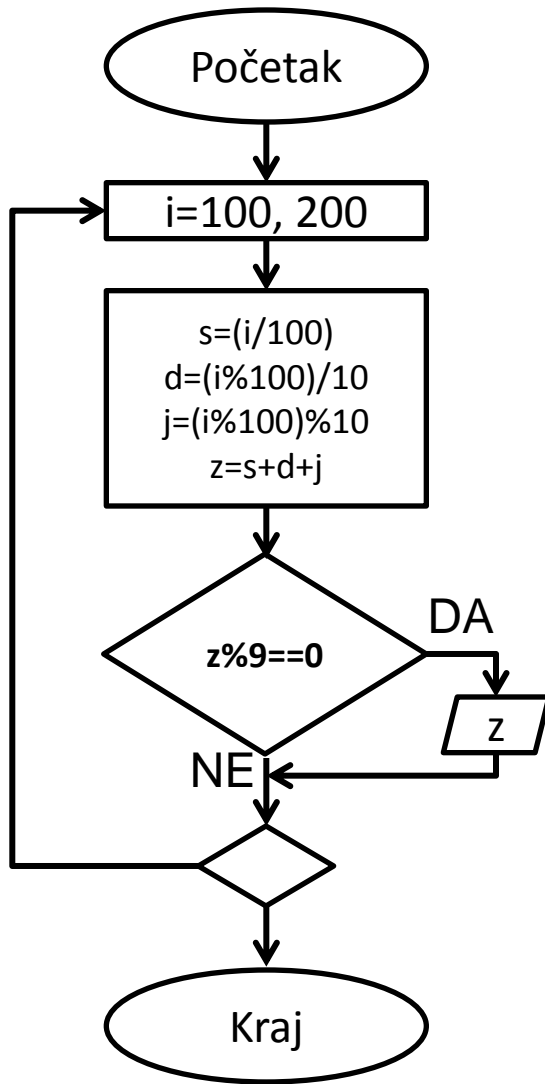 Početak
i=100, 200
s=(i/100)
d=(i%100)/10
j=(i%100)%10
z=s+d+j
DA
z%9==0
z
NE
Kraj